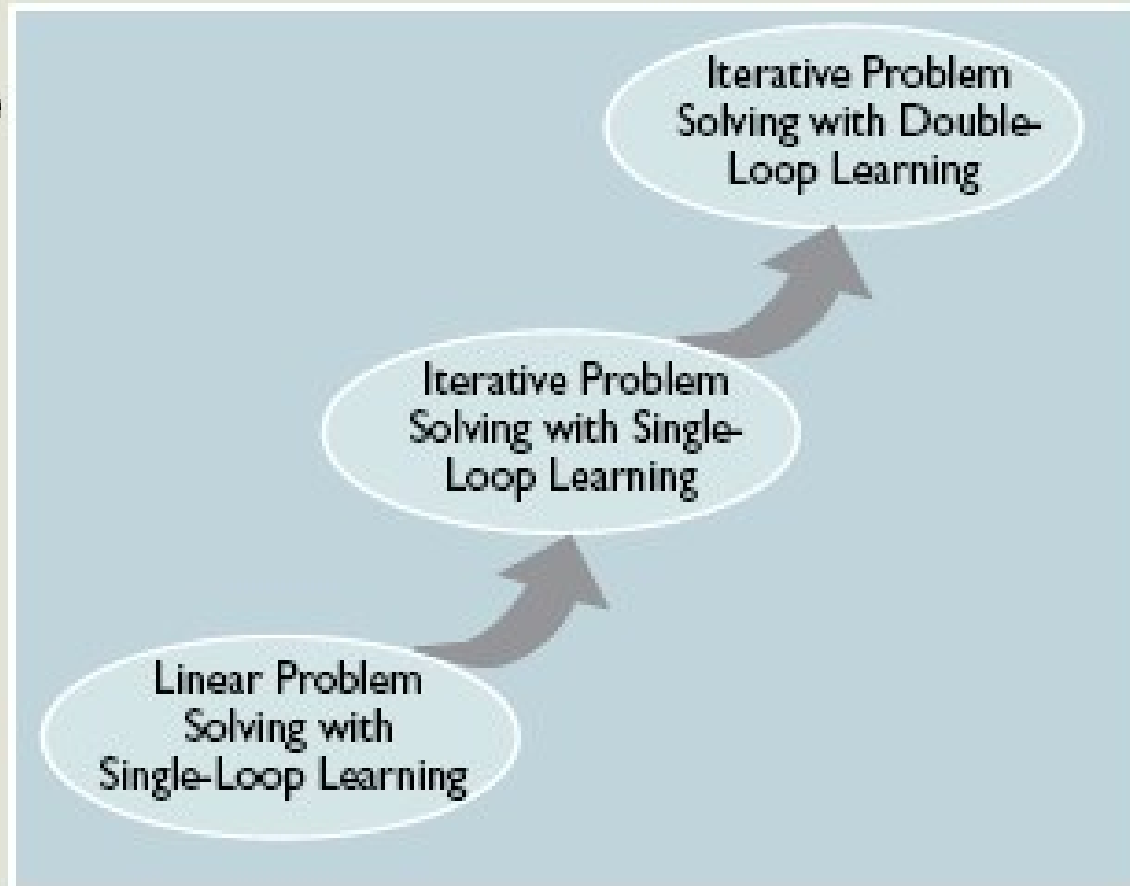 Iterative Problem
Solving with Double-
Loop Learning
Iterative Problem
Solving with Single-
Loop Learning
Linear Problem
Solving with
Single-Loop Learning